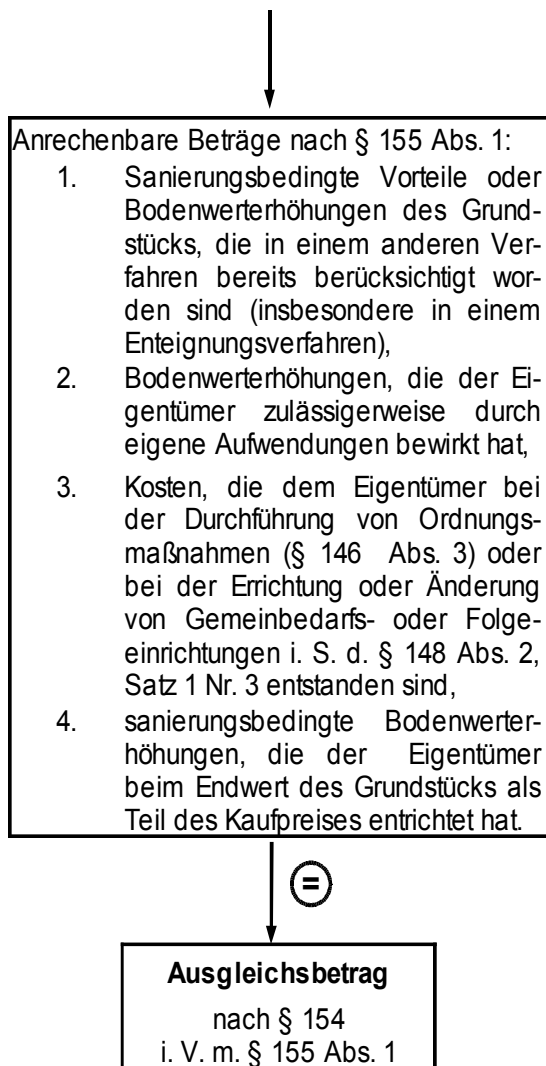 Anrechenbare Beträge nach § 155 Abs. 1:
1. Sanierungsbedingte Vorteile oder
Bodenwerterhöhungen des Grund-
stücks, die in einem anderen Ver-
fahren bereits berücksichtigt wor-
den sind (insbesondere in einem
Enteignungsverfahren),
2. Bodenwerterhöhungen, die der Ei-
gentümer zulässigerweise durch
eigene Aufwendungen bewirkt hat,
3. Kosten, die dem Eigentümer bei
der Durchführung von Ordnungs-
maßnahmen (§ 146 Abs. 3) oder
bei der Errichtung oder Änderung
von Gemeinbedarfs- oder Folge-
einrichtungen i. S. d. § 148 Abs. 2,
Satz 1 Nr. 3 entstanden sind,
4. sanierungsbedingte Bodenwerter-
höhungen, die der Eigentümer
beim Endwert des Grundstücks als
Teil des Kaufpreises entrichtet hat.
=
Ausgleichsbetrag
nach § 154
i. V. m. § 155 Abs. 1